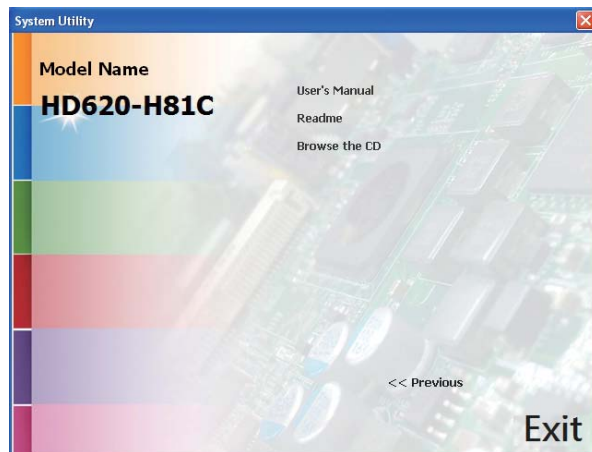 System Utility
Model Name
HD620-H81C
User's Manual
Readme
Browse the CD
<< Previous
Exit